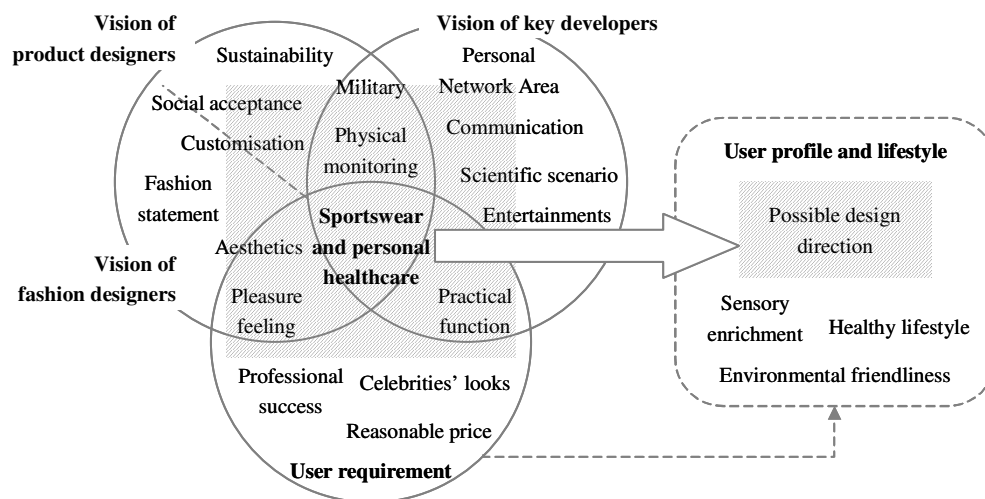 Vision of
product designers
Sustainability
Social acceptance
Customisation
Fashion
statement
Vision of
fashion designers
Vision of key developers
Personal
Network Area
Communication
Scientific scenario
Entertainments
Military
Physical
monitoring
Sportswear
and personal
healthcare
Aesthetics
Pleasure
feeling
Practical
function
Professional
success
Celebrities’ looks
Reasonable price
User requirement
User profile and lifestyle
Possible design
direction
Sensory
enrichment
Healthy lifestyle
Environmental friendliness